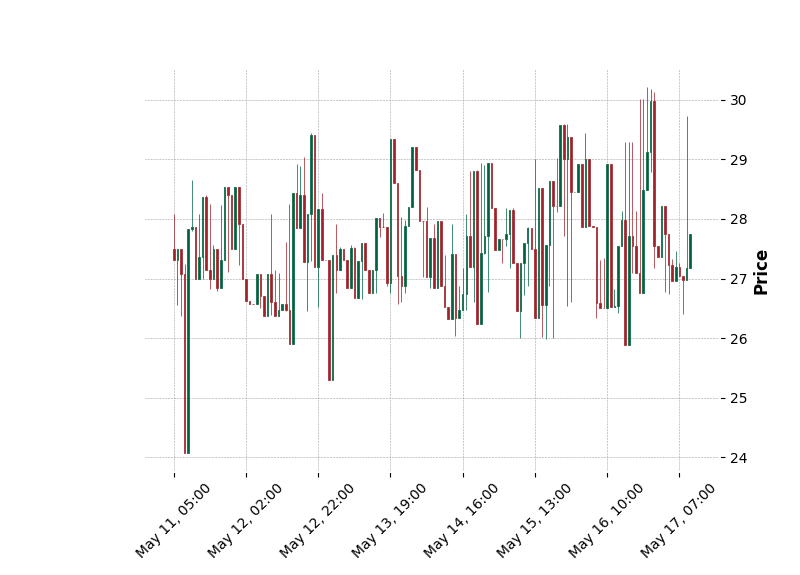 30
29
28
27
26
25
24
Price
May 11, 05:00
May 12, 02:00
May 12, 22:00
May 13, 19:00
May 14, 16:00
May 15, 13:00
May 16, 10:00
May 17, 07:00